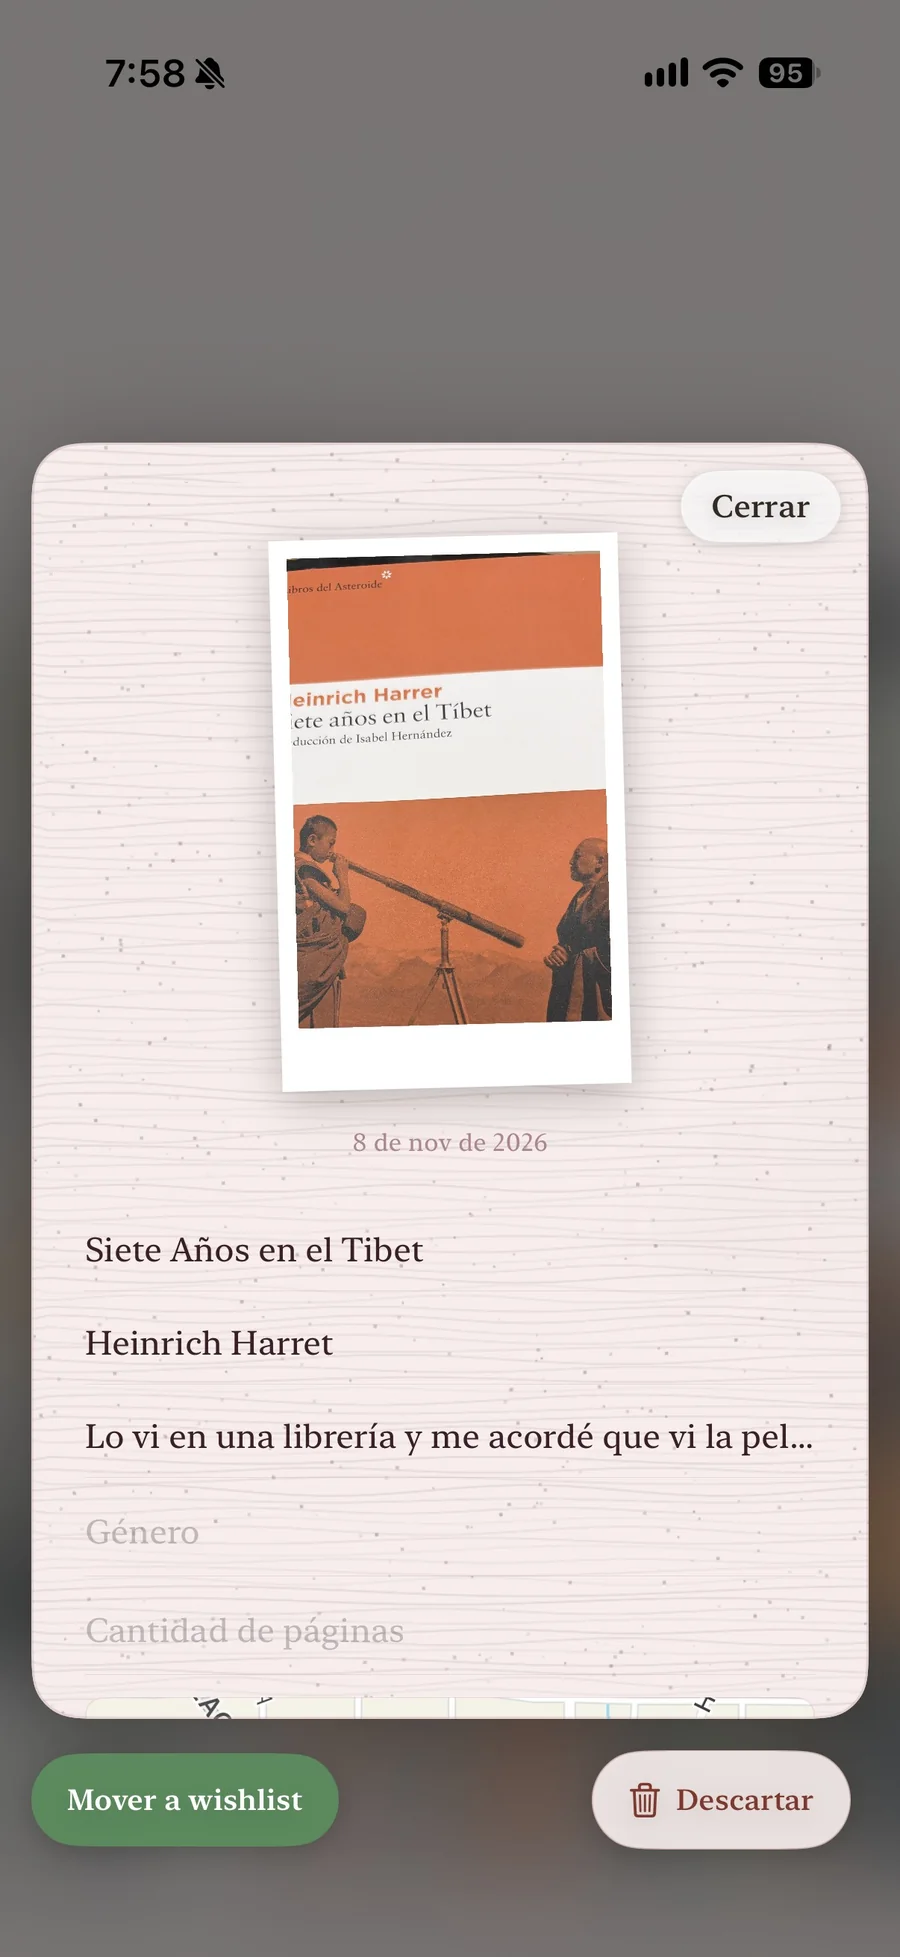 7:58
95
Cerrar
ibros del Asteroide
einrich Harrer
iete años en el Tíbet
ducción de Isabel Hernández
8 de nov de 2026
Siete Años en el Tibet
Heinrich Harret
Lo vi en una librería y me acordé que vi la pel...
Género
Cantidad de páginas
Mover a wishlist
Descartar